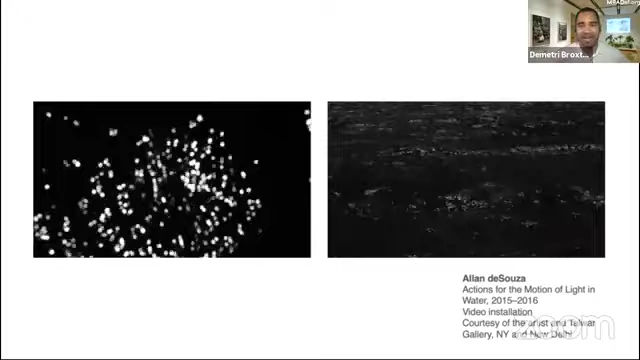 Demetri Broxt...
Allan deSouza
Actions for the Motion of Light in
Water, 2015–2016
Video installation
Courtesy of the artist and Talwar
Gallery, NY and New Delhi
zoom